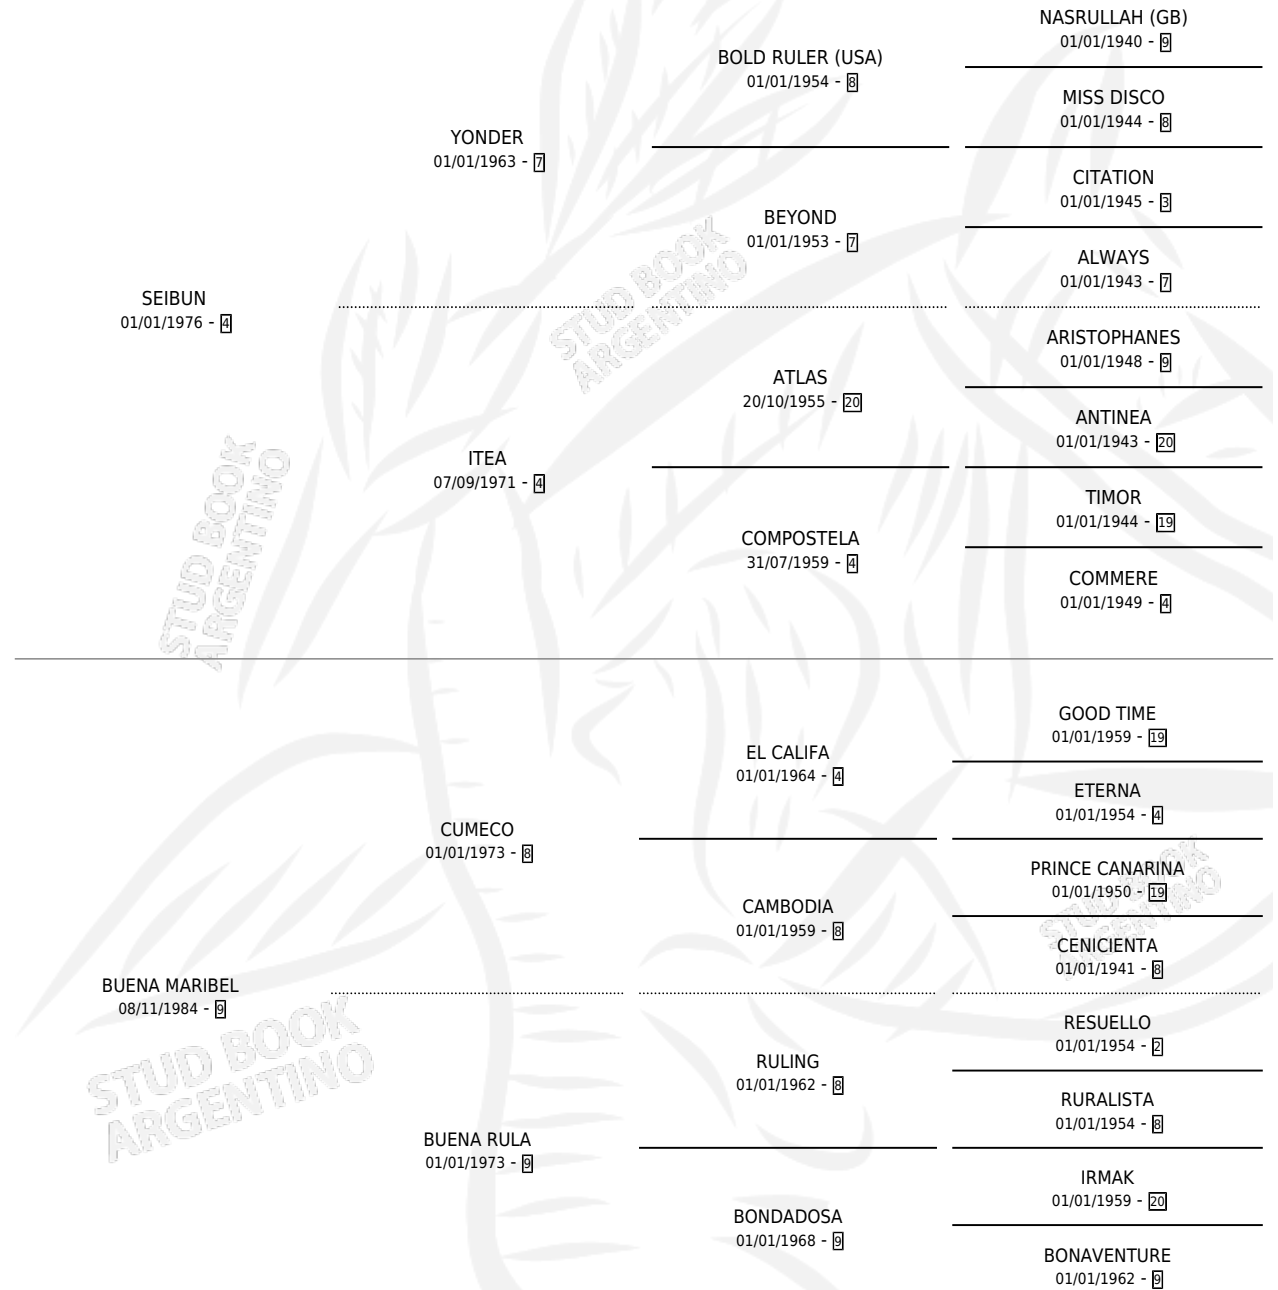 NASRULLAH (GB)
01/01/1940 - 9
BOLD RULER (USA)
01/01/1954 - 8
MISS DISCO
01/01/1944 - 8
YONDER
01/01/1963 - 7
CITATION
01/01/1945 - 3
BEYOND
01/01/1953 - 7
ALWAYS
01/01/1943 - 7
SEIBUN
01/01/1976 - 4
ARISTOPHANES
01/01/1948 - 9
ATLAS
20/10/1955 - 20
ANTINEA
01/01/1943 - 20
ITEA
07/09/1971 - 4
TIMOR
01/01/1944 - 19
COMPOSTELA
31/07/1959 - 4
COMMERE
01/01/1949 - 4
STUD BOOK
ARGENTINO
STUD BOOK
ARGENTINO
GOOD TIME
01/01/1959 - 19
EL CALIFA
01/01/1964 - 4
ETERNA
01/01/1954 - 4
CUMECO
01/01/1973 - 8
PRINCE CANARINA
01/01/1950 - 19
CAMBODIA
01/01/1959 - 8
CENICIENTA
01/01/1941 - 8
STUD BOOK
ARGENTINO
BUENA MARIBEL
08/11/1984 - 9
RESUELLO
01/01/1954 - 2
RULING
01/01/1962 - 8
RURALISTA
01/01/1954 - 8
STUD BOOK
ARGENTINO
BUENA RULA
01/01/1973 - 9
IRMAK
01/01/1959 - 20
BONDADOSA
01/01/1968 - 9
BONAVENTURE
01/01/1962 - 9